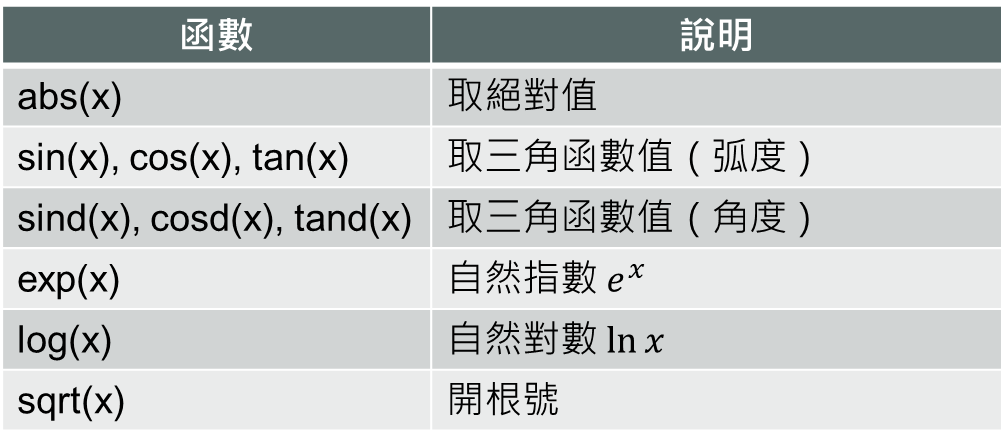 函數 說明
abs(x) 取絕對值
sin(x), cos(x), tan(x) 取三角函數值（弧度）
sind(x), cosd(x), tand(x) 取三角函數值（角度）
exp(x) 自然指數 eˣ
log(x) 自然對數 ln x
sqrt(x) 開根號